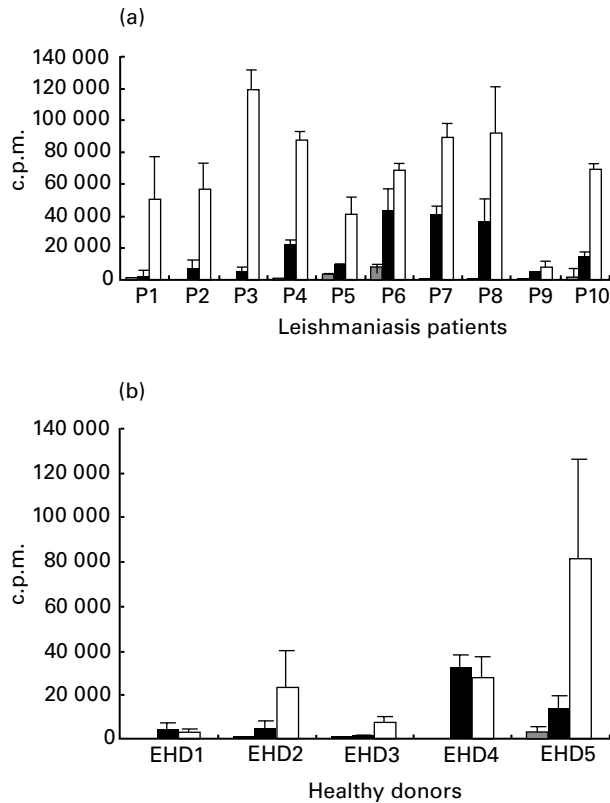 (a)
140 000
120 000
100 000
80 000
60 000
40 000
20 000
0
c.p.m.
P1 P2 P3 P4 P5 P6 P7 P8 P9 P10
Leishmaniasis patients
(b)
140 000
120 000
100 000
80 000
60 000
40 000
20 000
0
c.p.m.
EHD1 EHD2 EHD3 EHD4 EHD5
Healthy donors